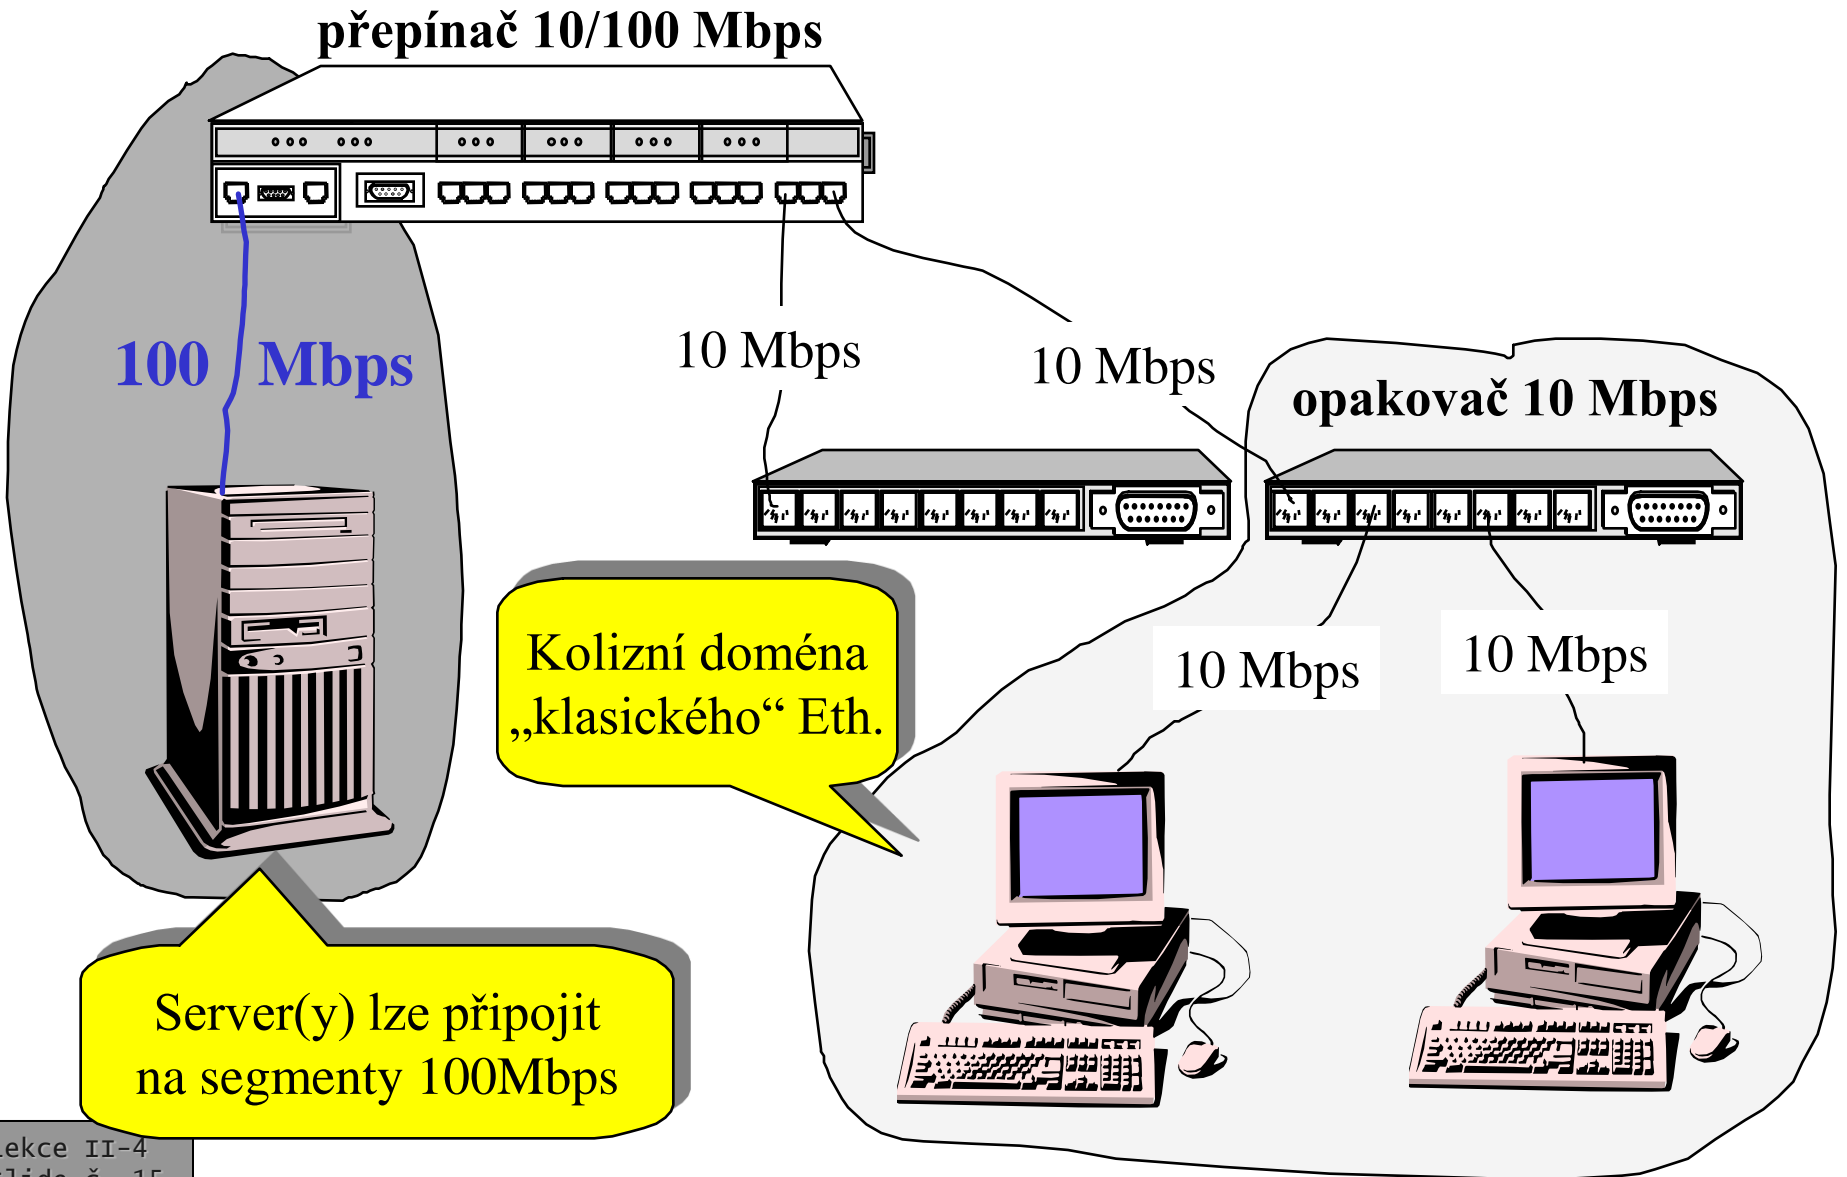 přepínač 10/100 Mbps
100 Mbps
10 Mbps
10 Mbps
opakovač 10 Mbps
Kolizní doména
„klasického“ Eth.
10 Mbps
10 Mbps
Server(y) lze připojit
na segmenty 100Mbps
ekce II-4
č. 15